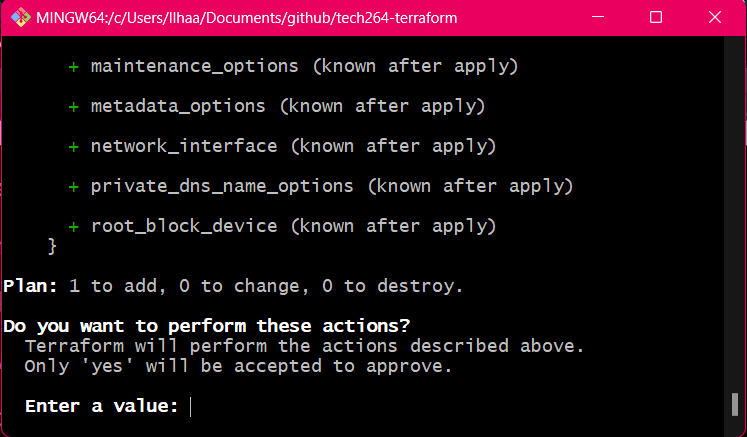 MINGW64:/c/Users/Ilhaa/Documents/github/tech264-terraform
+ maintenance_options (known after apply)
+ metadata_options (known after apply)
+ network_interface (known after apply)
+ private_dns_name_options (known after apply)
+ root_block_device (known after apply)
}
Plan: 1 to add, 0 to change, 0 to destroy.
Do you want to perform these actions?
Terraform will perform the actions described above.
Only 'yes' will be accepted to approve.
Enter a value: